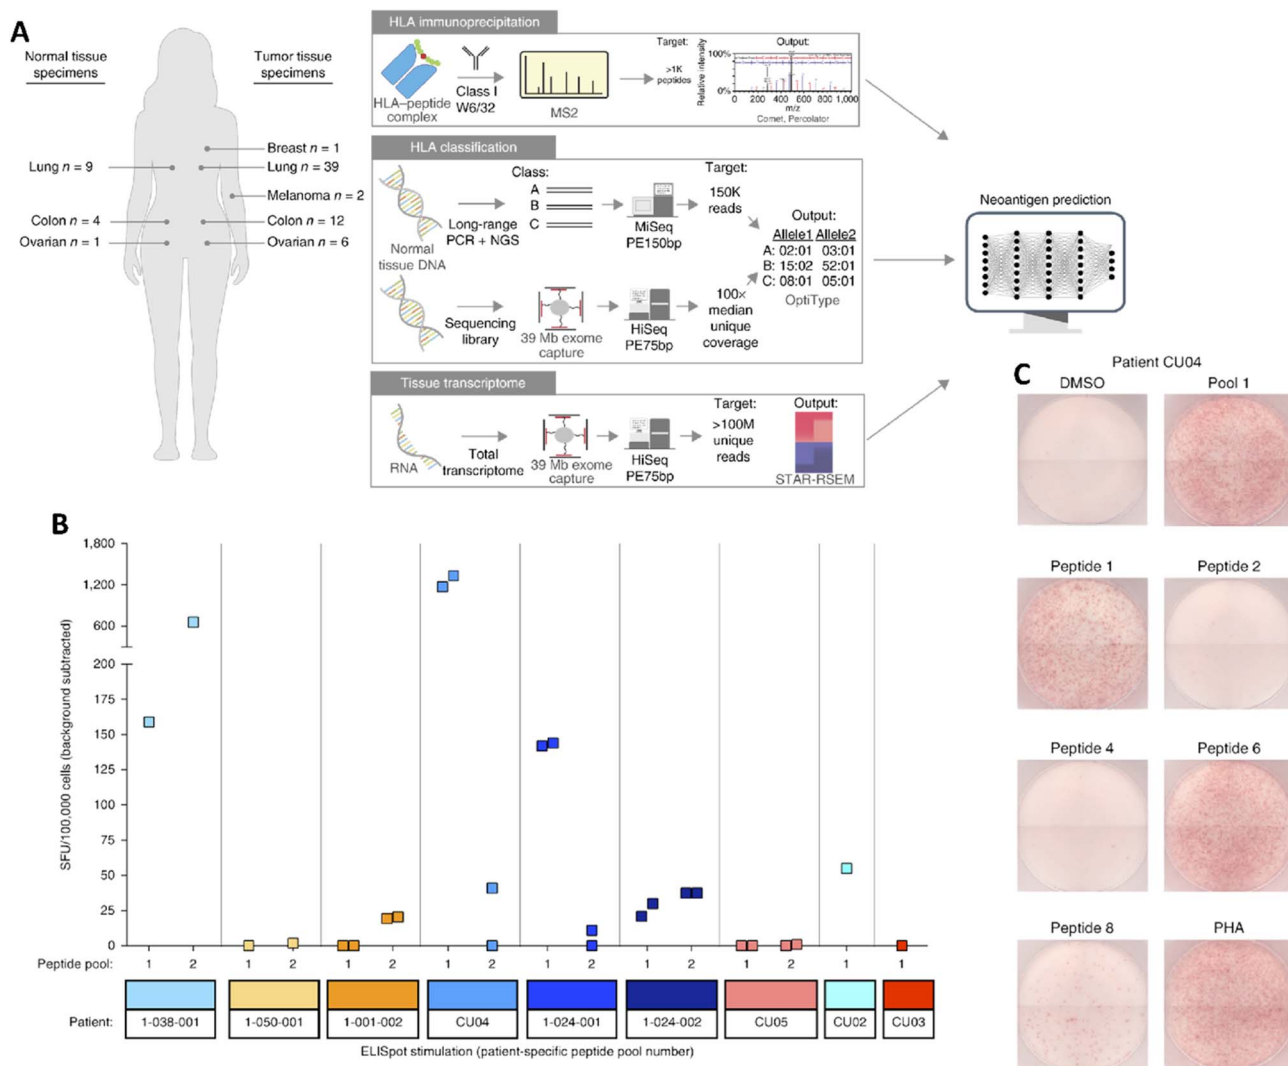 A
Normal tissue
specimens
Tumor tissue
specimens
Breast n = 1
Lung n = 9
Lung n = 39
Melanoma n = 2
Colon n = 4
Colon n = 12
Ovarian n = 1
Ovarian n = 6
HLA immunoprecipitation
HLA–peptide
complex
Class I
W6/32
MS2
Target:
>1K
peptides
Output:
Relative intensity
100%
0%
0 200 400 600 800 1,000
m/z
Comet, Percolator
HLA classification
Normal
tissue DNA
Long-range
PCR + NGS
Class:
A
B
C
MiSeq
PE150bp
Target:
150K
reads
Sequencing
library
39 Mb exome
capture
HiSeq
PE75bp
100×
median
unique
coverage
Output:
Allele1 Allele2
A: 02:01 03:01
B: 15:02 52:01
C: 08:01 05:01
OptiType
Tissue transcriptome
RNA
Total
transcriptome
39 Mb exome
capture
HiSeq
PE75bp
Target:
>100M
unique
reads
Output:
STAR-RSEM
Neoantigen prediction
B
SFU/100,000 cells (background subtracted)
1,800
1,200
600
200
175
150
125
100
75
50
25
0
Peptide pool: 1 2 1 2 1 2 1 2 1 2 1 2 1 2 1 1
Patient: 1-038-001 1-050-001 1-001-002 CU04 1-024-001 1-024-002 CU05 CU02 CU03
ELISpot stimulation (patient-specific peptide pool number)
C
Patient CU04
DMSO Pool 1
Peptide 1 Peptide 2
Peptide 4 Peptide 6
Peptide 8 PHA